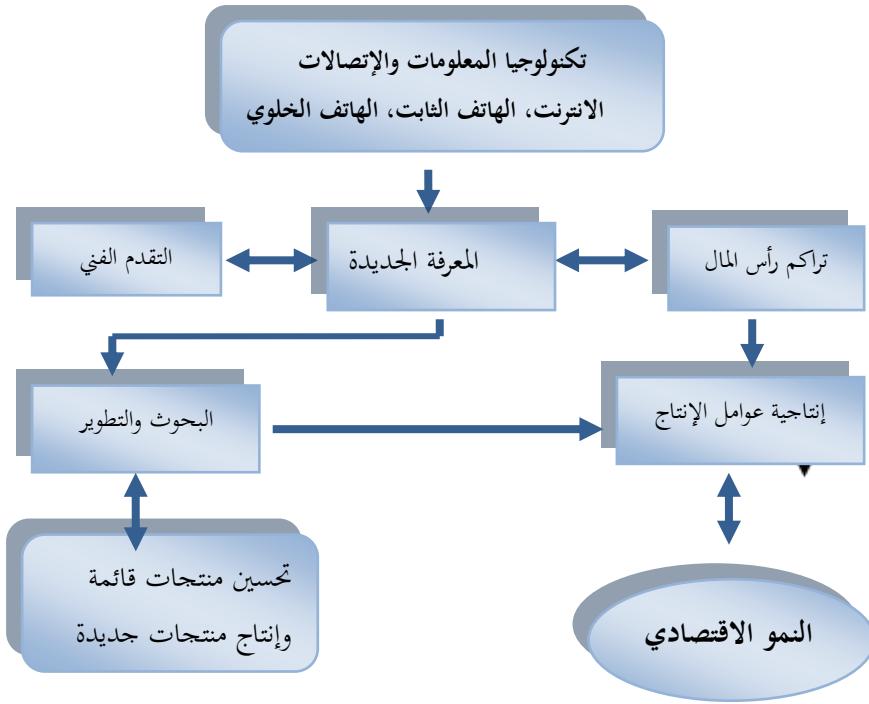 تكنولوجيا المعلومات والإتصالات
الانترنت، الهاتف الثابت، الهاتف الخلوي
تراكم رأس المال
المعرفة الجديدة
التقدم الفني
إنتاجية عوامل الإنتاج
البحوث والتطوير
تحسين منتجات قائمة
وإنتاج منتجات جديدة
النمو الاقتصادي